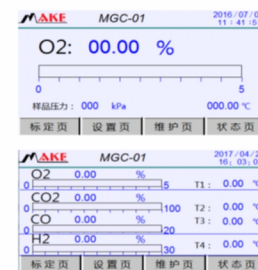 MAKE MGC-01 2016/07/0
11:41:5
O2: 00.00 %
0 5
样品压力: 000 kPa 000.00 ℃
标定页 设置页 维护页 状态页
MAKE MGC-01 2017/04/2
16:03:0
O2 0.00 %
0 5 T1: 0.00 ℃
CO2 0.00 %
0 100 T2: 0.00 ℃
CO 0.00 % T3: 0.00 ℃
0 20
H2 0.00 %
0 30 T4: 0.00 ℃
标定页 设置页 维护页 状态页